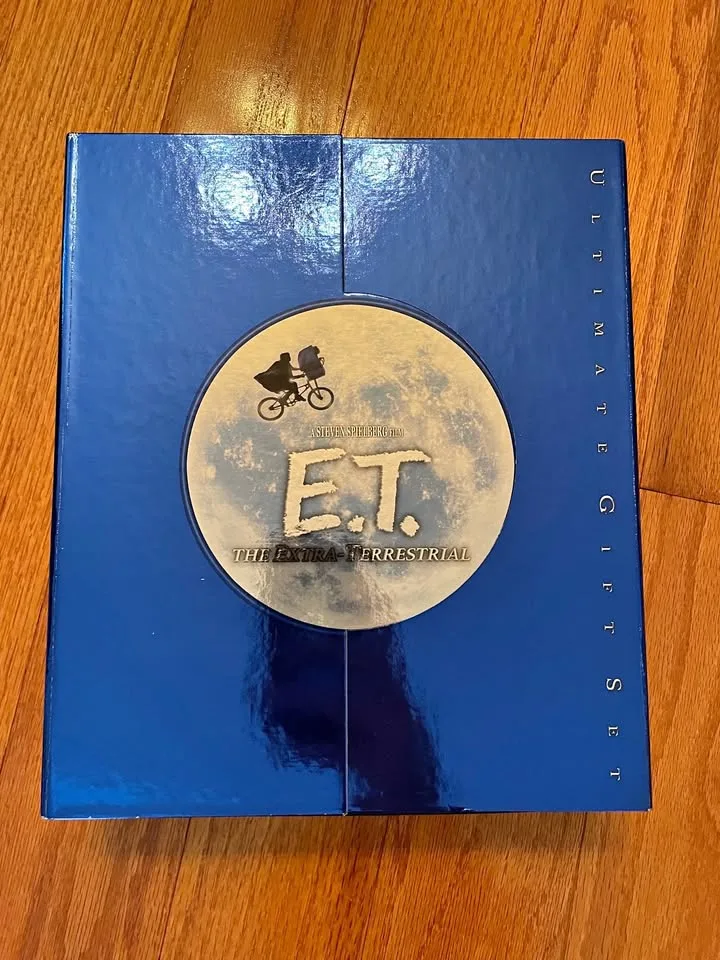 A STEVEN SPIELBERG FILM
E.T.
THE EXTRA-TERRESTRIAL
ULTIMATE GIFT SET